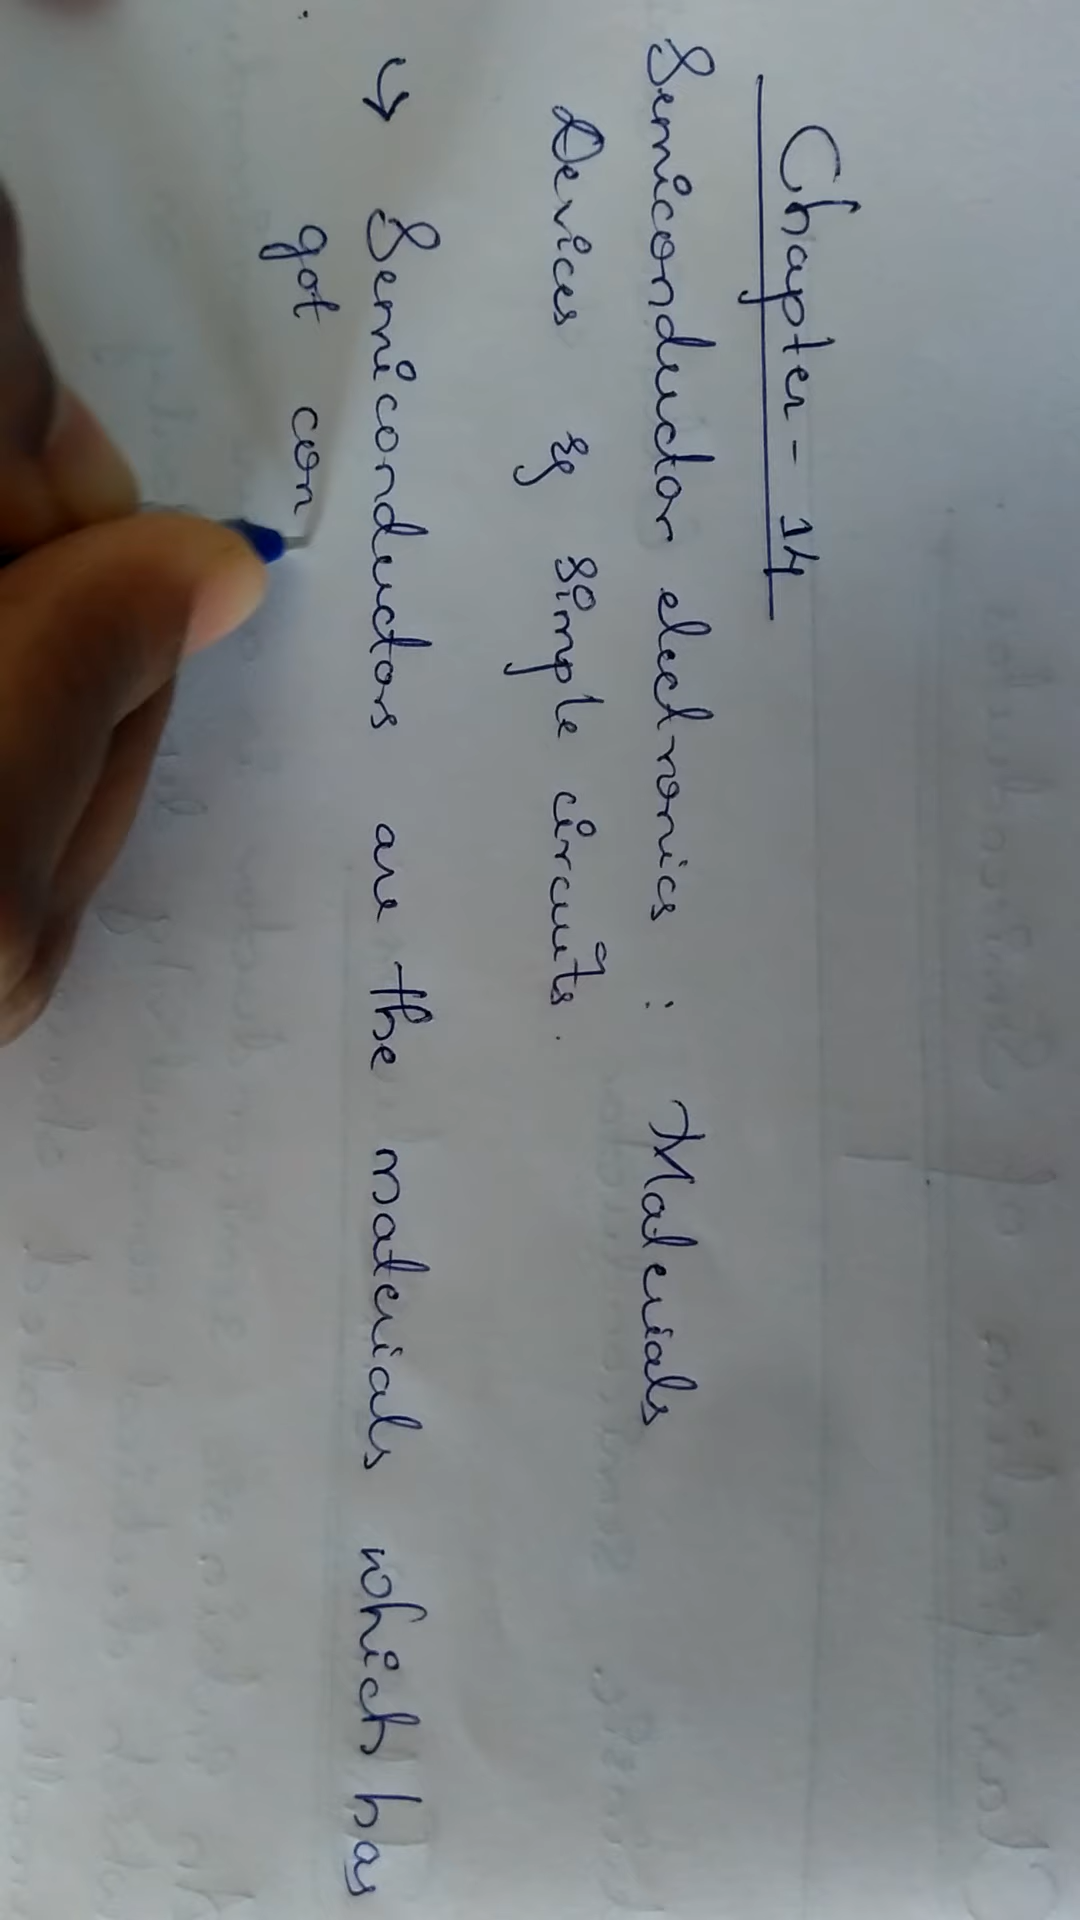 Chapter - 14
Semiconductor electronics : Materials
Devices & simple circuits.
→ Semiconductors are the materials which has
got con